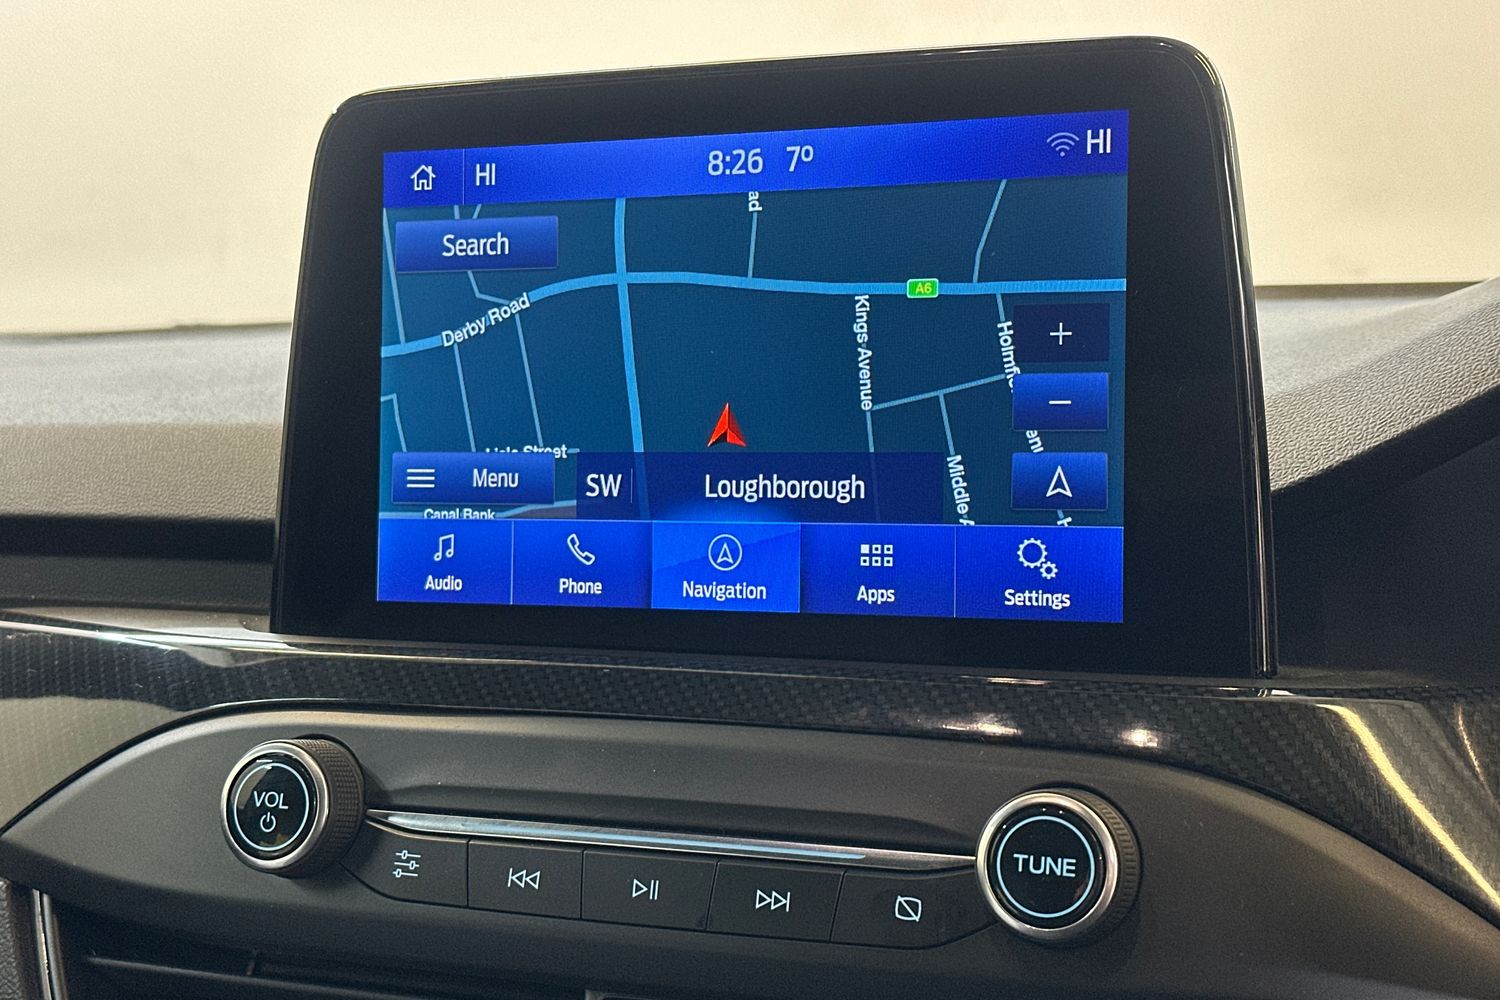 HI
8:26 7º
HI
Search
ad
A6
Derby Road
Kings Avenue
Street
Menu
SW
Loughborough
Canal Bank
Middle
Audio
Phone
Navigation
Apps
Settings
VOL
TUNE